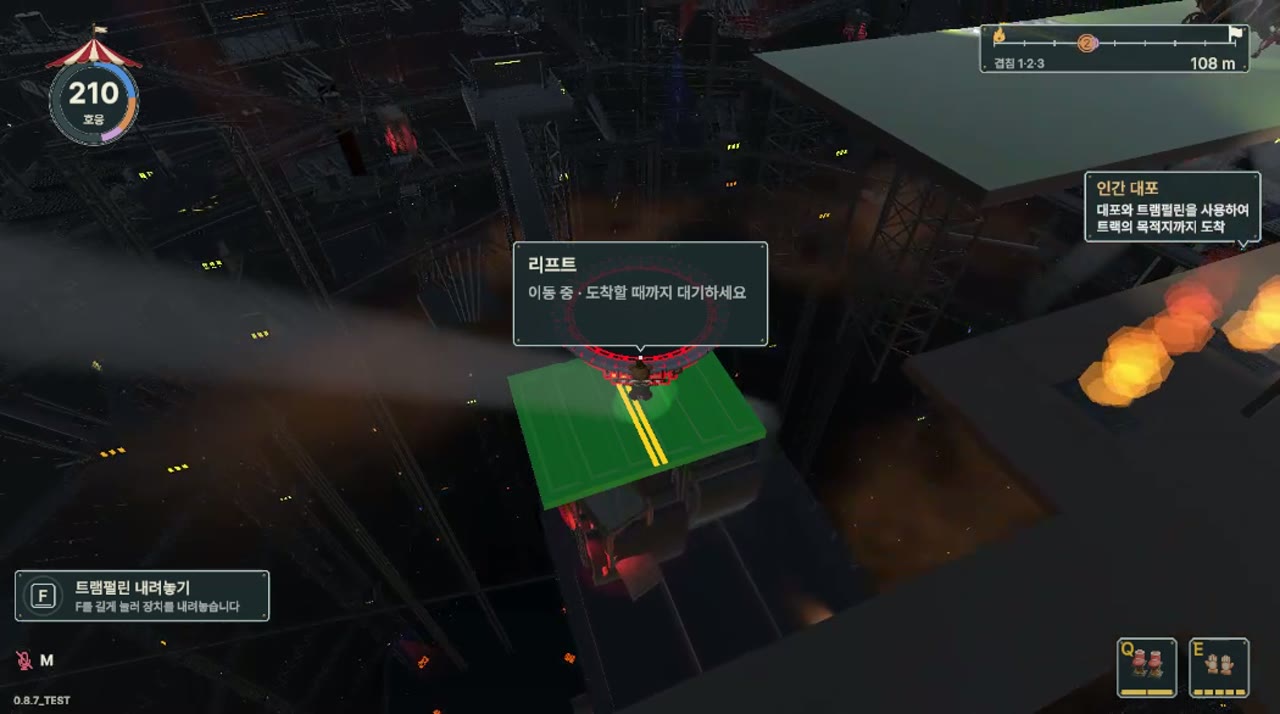 210
호응
겹침 1·2·3
2
108 m
인간 대포
대포와 트램펄린을 사용하여
트랙의 목적지까지 도착
리프트
이동 중 · 도착할 때까지 대기하세요
F
트램펄린 내려놓기
F를 길게 눌러 장치를 내려놓습니다
M
0.8.7_TEST
Q
E